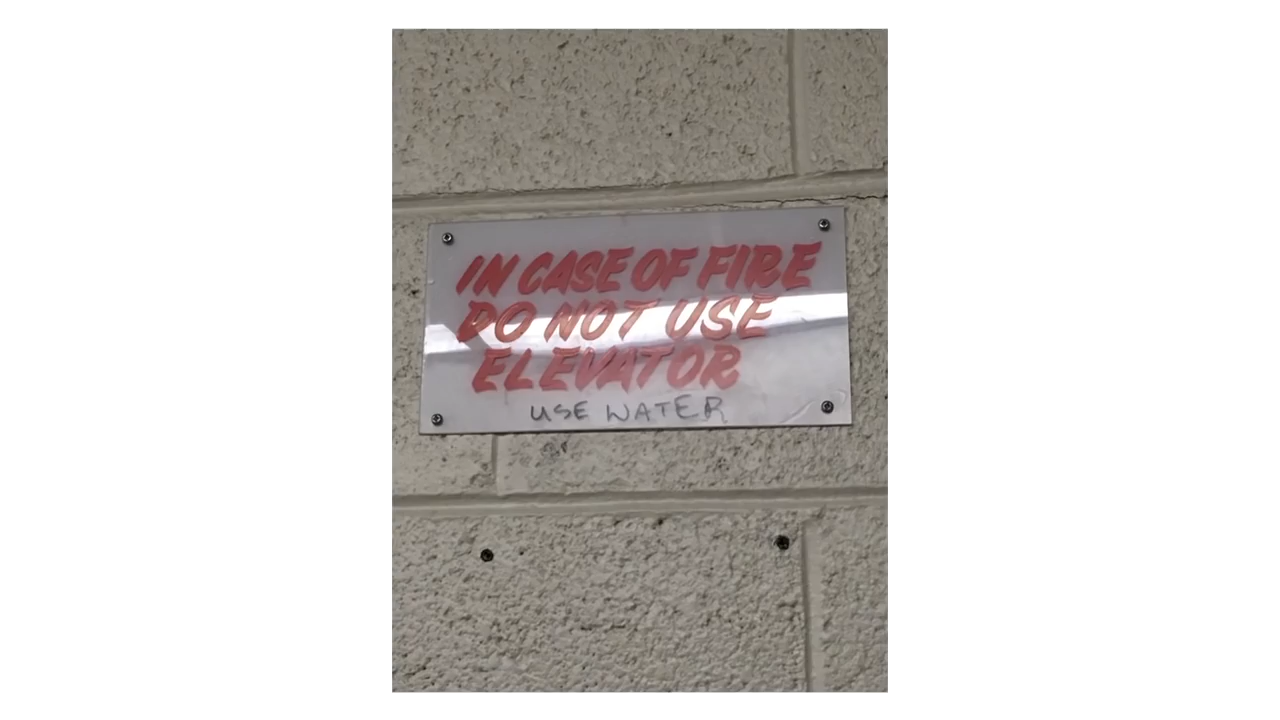 IN CASE OF FIRE
DO NOT USE
ELEVATOR
USE WATER